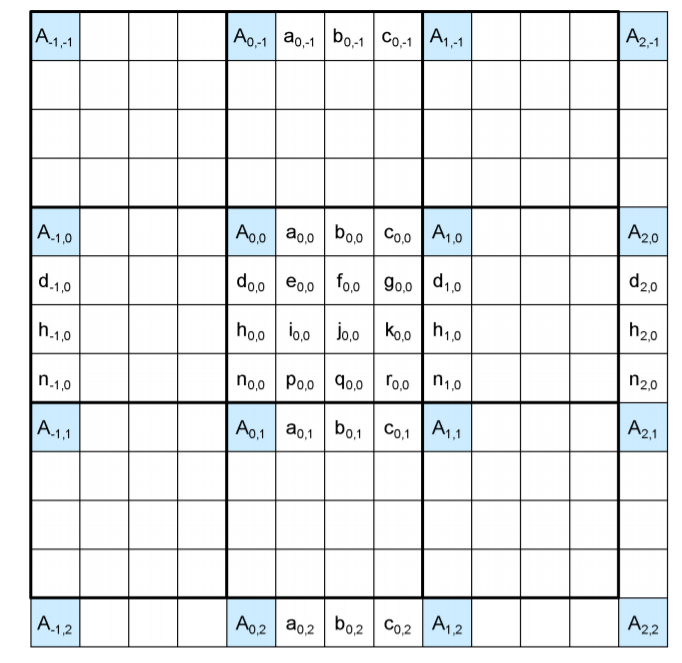 A-1,-1 A0,-1 a0,-1 b0,-1 c0,-1 A1,-1 A2,-1
A-1,0 A0,0 a0,0 b0,0 c0,0 A1,0 A2,0
d-1,0 d0,0 e0,0 f0,0 g0,0 d1,0 d2,0
h-1,0 h0,0 i0,0 j0,0 k0,0 h1,0 h2,0
n-1,0 n0,0 p0,0 q0,0 r0,0 n1,0 n2,0
A-1,1 A0,1 a0,1 b0,1 c0,1 A1,1 A2,1
A-1,2 A0,2 a0,2 b0,2 c0,2 A1,2 A2,2